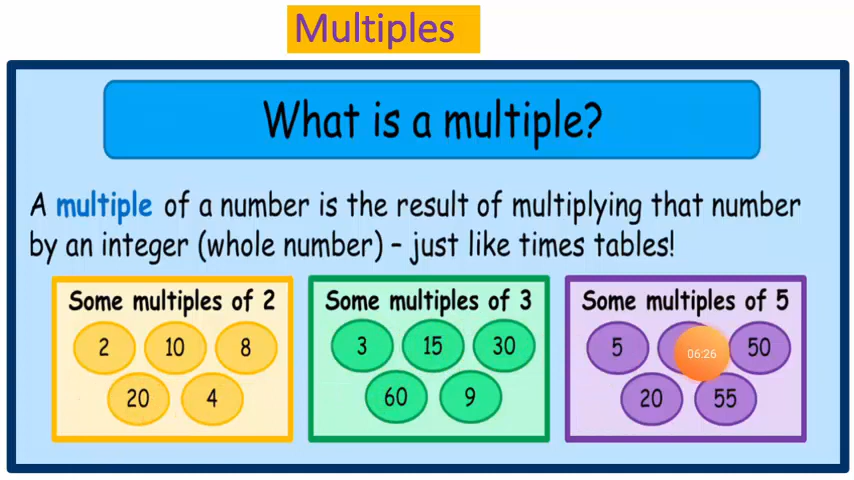 Multiples
What is a multiple?
A multiple of a number is the result of multiplying that number
by an integer (whole number) – just like times tables!
Some multiples of 2
2 10 8
20 4
Some multiples of 3
3 15 30
60 9
Some multiples of 5
5 50
06:26
20 55